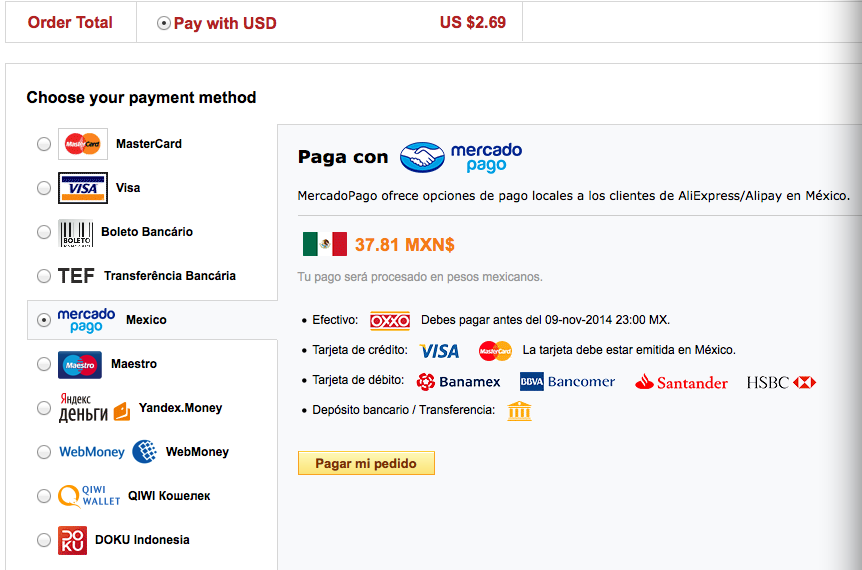 Order Total
Pay with USD
US $2.69
Choose your payment method
MasterCard MasterCard
VISA Visa
BOLETO Boleto Bancário
TEF Transferência Bancária
mercado pago Mexico
Maestro Maestro
Яндекс деньги Yandex.Money
WebMoney WebMoney
QIWI WALLET QIWI Кошелек
DOKU DOKU Indonesia
Paga con mercado pago
MercadoPago ofrece opciones de pago locales a los clientes de AliExpress/Alipay en México.
37.81 MXN$
Tu pago será procesado en pesos mexicanos.
• Efectivo: OXXO Debes pagar antes del 09-nov-2014 23:00 MX.
• Tarjeta de crédito: VISA MasterCard La tarjeta debe estar emitida en México.
• Tarjeta de débito: Banamex BBVA Bancomer Santander HSBC
• Depósito bancario / Transferencia:
Pagar mi pedido